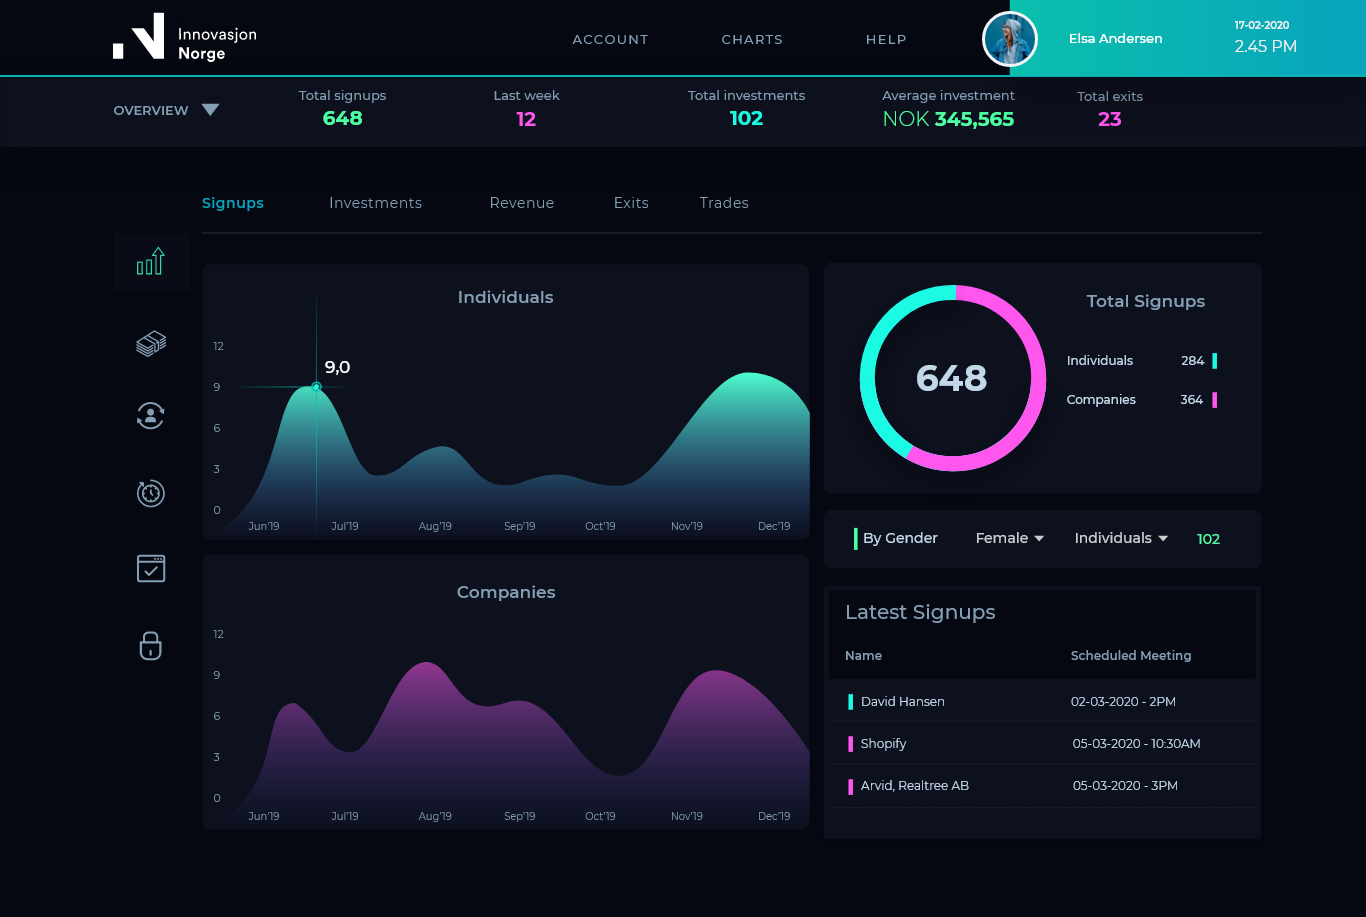 Innovasjon
Norge
ACCOUNT CHARTS HELP
Elsa Andersen
17-02-2020
2.45 PM
OVERVIEW
Total signups
648
Last week
12
Total investments
102
Average investment
NOK 345,565
Total exits
23
Signups Investments Revenue Exits Trades
Individuals
9,0
12
9
6
3
0
Jun'19 Jul'19 Aug'19 Sep'19 Oct'19 Nov'19 Dec'19
Companies
12
9
6
3
0
Jun'19 Jul'19 Aug'19 Sep'19 Oct'19 Nov'19 Dec'19
Total Signups
648
Individuals 284
Companies 364
By Gender Female Individuals 102
Latest Signups
Name Scheduled Meeting
David Hansen 02-03-2020 - 2PM
Shopify 05-03-2020 - 10:30AM
Arvid, Realtree AB 05-03-2020 - 3PM